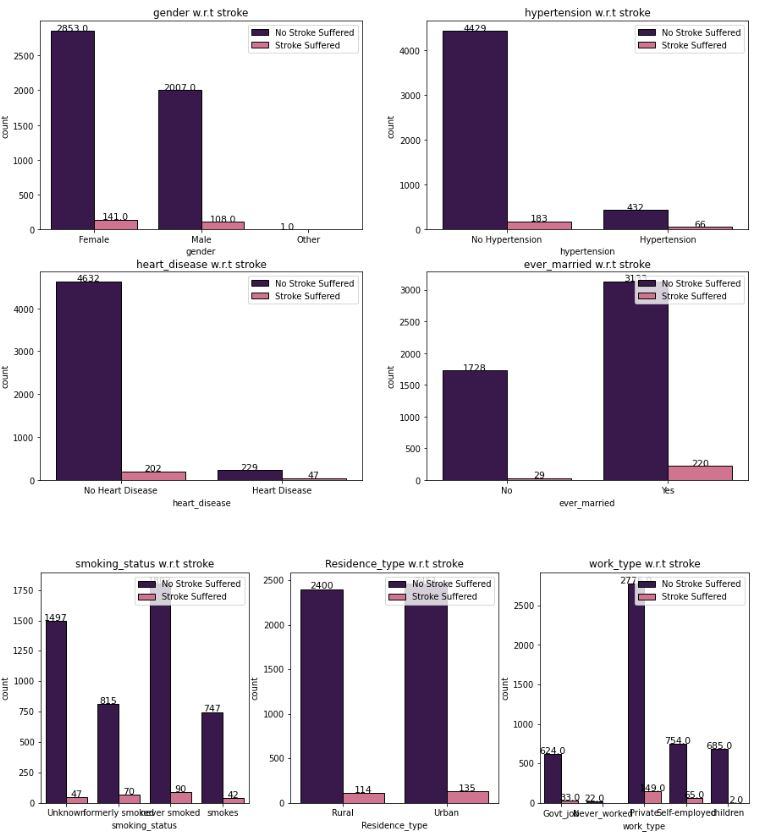 gender w.r.t stroke
2853.0
No Stroke Suffered
Stroke Suffered
2500
2000
1500
1000
500
0
count
2007.0
141.0
108.0
1.0
Female
Male
Other
gender
hypertension w.r.t stroke
4429
No Stroke Suffered
Stroke Suffered
4000
3000
2000
1000
0
count
432
183
66
No Hypertension
Hypertension
hypertension
heart_disease w.r.t stroke
4632
No Stroke Suffered
Stroke Suffered
4000
3000
2000
1000
0
count
202
229
47
No Heart Disease
Heart Disease
heart_disease
ever_married w.r.t stroke
No Stroke Suffered
Stroke Suffered
3000
2500
2000
1500
1000
500
0
count
1728
29
220
No
Yes
ever_married
smoking_status w.r.t stroke
No Stroke Suffered
Stroke Suffered
1750
1500
1250
1000
750
500
250
0
count
1497
815
747
47
70
90
42
Unknown
formerly smoked
never smoked
smokes
smoking_status
Residence_type w.r.t stroke
No Stroke Suffered
Stroke Suffered
2500
2000
1500
1000
500
0
count
2400
114
135
Rural
Urban
Residence_type
work_type w.r.t stroke
No Stroke Suffered
Stroke Suffered
2500
2000
1500
1000
500
0
count
624.0
33.0
22.0
149.0
754.0
65.0
685.0
2.0
Govt_job
Never_worked
Private
Self-employed
children
work_type